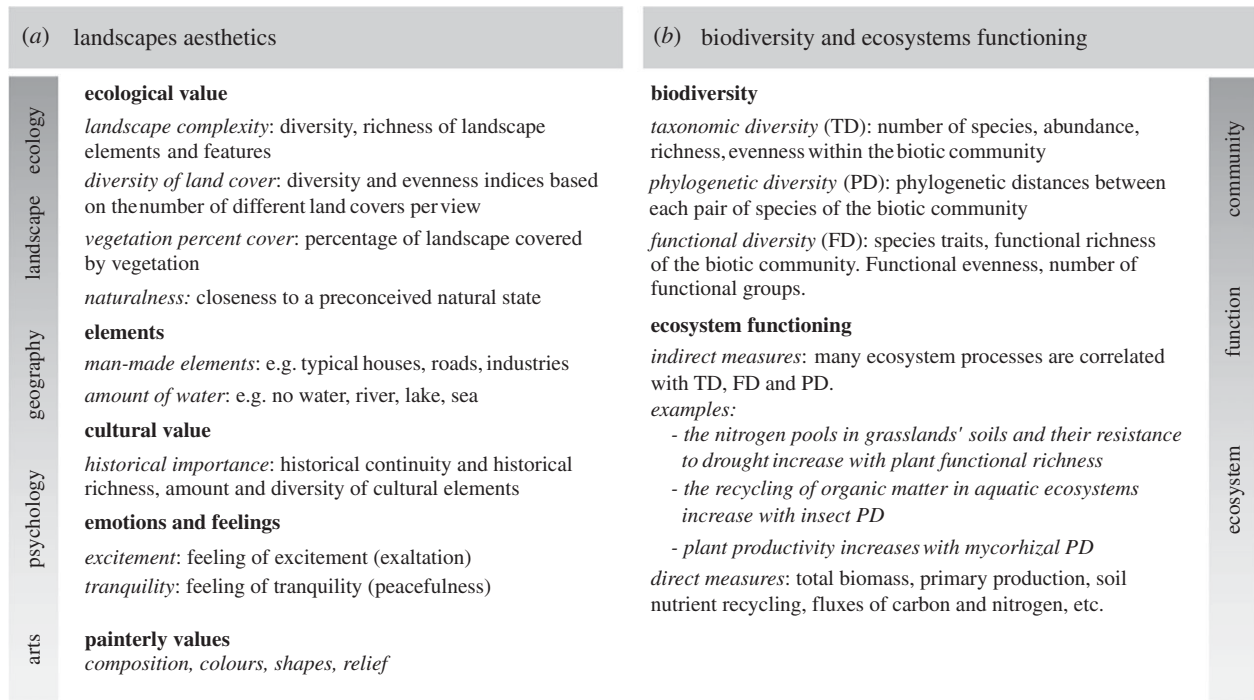 (a) landscapes aesthetics
ecology
landscape
geography
psychology
arts
ecological value
landscape complexity: diversity, richness of landscape
elements and features
diversity of land cover: diversity and evenness indices based
on the number of different land covers per view
vegetation percent cover: percentage of landscape covered
by vegetation
naturalness: closeness to a preconceived natural state
elements
man-made elements: e.g. typical houses, roads, industries
amount of water: e.g. no water, river, lake, sea
cultural value
historical importance: historical continuity and historical
richness, amount and diversity of cultural elements
emotions and feelings
excitement: feeling of excitement (exaltation)
tranquility: feeling of tranquility (peacefulness)
painterly values
composition, colours, shapes, relief
(b) biodiversity and ecosystems functioning
biodiversity
taxonomic diversity (TD): number of species, abundance,
richness, evenness within the biotic community
phylogenetic diversity (PD): phylogenetic distances between
each pair of species of the biotic community
functional diversity (FD): species traits, functional richness
of the biotic community. Functional evenness, number of
functional groups.
ecosystem functioning
indirect measures: many ecosystem processes are correlated
with TD, FD and PD.
examples:
- the nitrogen pools in grasslands' soils and their resistance
to drought increase with plant functional richness
- the recycling of organic matter in aquatic ecosystems
increase with insect PD
- plant productivity increases with mycorhizal PD
direct measures: total biomass, primary production, soil
nutrient recycling, fluxes of carbon and nitrogen, etc.
community
function
ecosystem